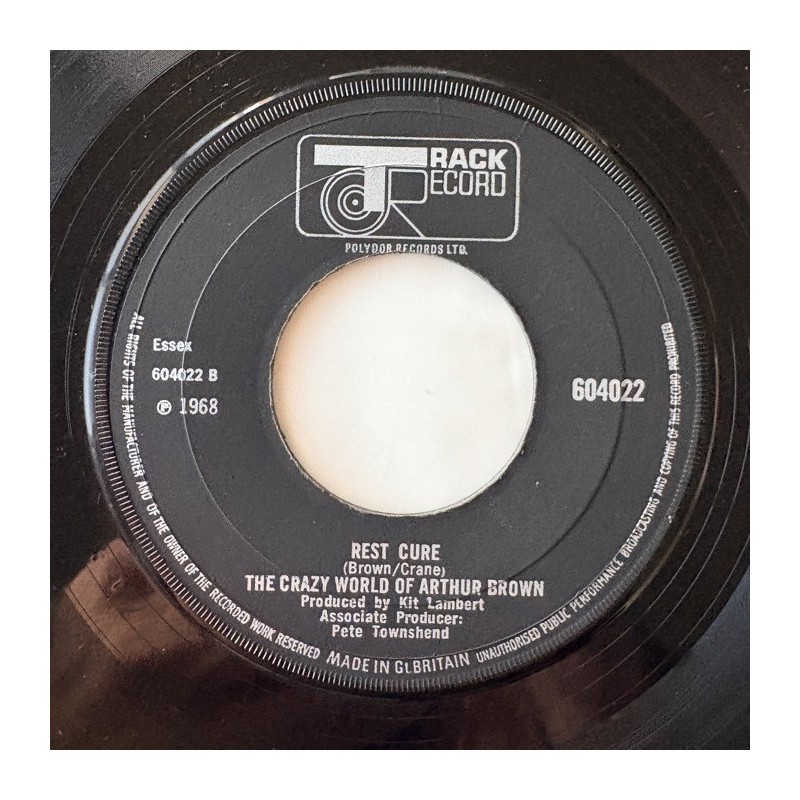 TRACK
RECORD
POLYDOR RECORDS LTD.
Essex
604022 B
℗ 1968
604022
REST CURE
(Brown/Crane)
THE CRAZY WORLD OF ARTHUR BROWN
Produced by Kit Lambert
Associate Producer:
Pete Townshend
ALL RIGHTS OF THE MANUFACTURER AND OF THE OWNER OF THE RECORDED WORK RESERVED
MADE IN Gt. BRITAIN
UNAUTHORISED PUBLIC PERFORMANCE BROADCASTING AND COPYING OF THIS RECORD PROHIBITED